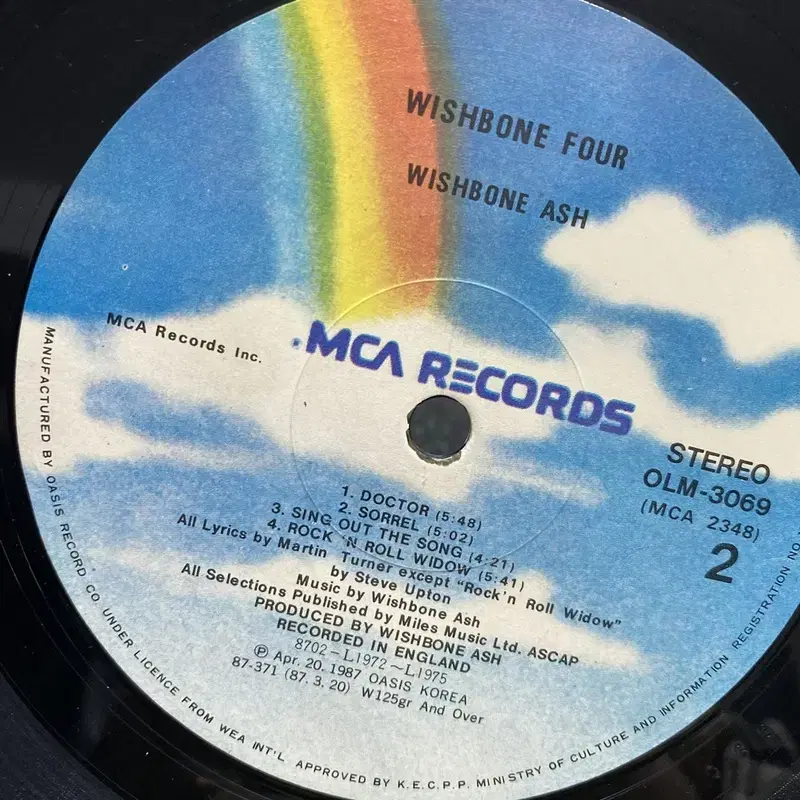 WISHBONE FOUR
WISHBONE ASH
MCA Records Inc.
MCA RECORDS
STEREO
OLM-3069
(MCA 2348)
2
1. DOCTOR (5:48)
2. SORREL (5:02)
3. SING OUT THE SONG (4:21)
4. ROCK 'N ROLL WIDOW (5:41)
All Lyrics by Martin Turner except "Rock'n Roll Widow"
by Steve Upton
Music by Wishbone Ash
All Selections Published by Miles Music Ltd. ASCAP
PRODUCED BY WISHBONE ASH
RECORDED IN ENGLAND
8702-L1972~L1975
Ⓟ Apr. 20. 1987 OASIS KOREA
87-371 (87. 3. 20) W125gr And Over
MANUFACTURED BY OASIS RECORD CO. UNDER LICENCE FROM WEA INT'L. APPROVED BY K.E.C.P.P. MINISTRY OF CULTURE AND INFORMATION REGISTRATION NO.